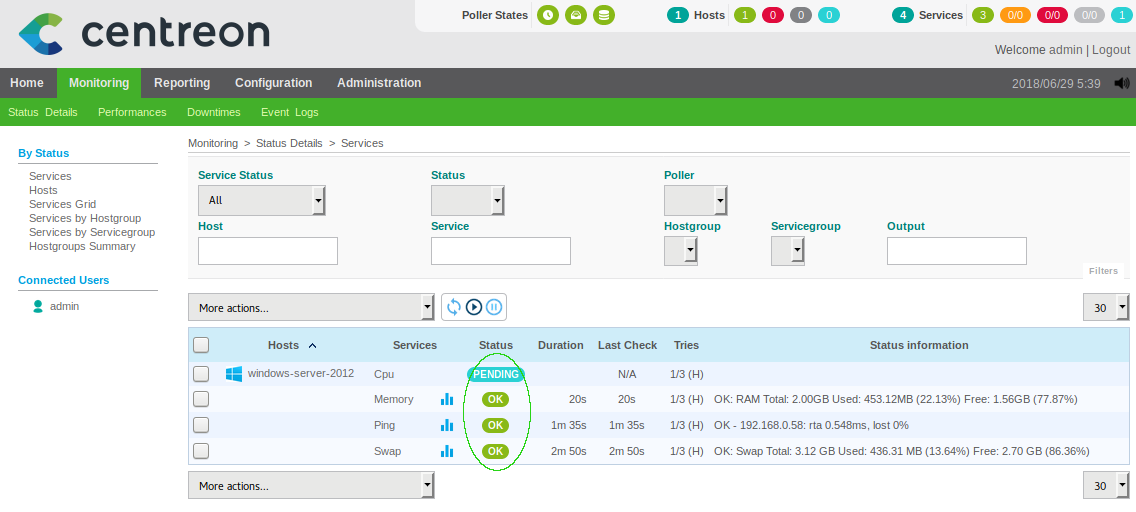 centreon
Poller States 1 Hosts 1 0 0 0 4 Services 3 0/0 0/0 0/0 1
Welcome admin | Logout
Home Monitoring Reporting Configuration Administration 2018/06/29 5:39
Status Details Performances Downtimes Event Logs
By Status
Services
Hosts
Services Grid
Services by Hostgroup
Services by Servicegroup
Hostgroups Summary
Connected Users
admin
Monitoring > Status Details > Services
Service Status Status Poller
All
Host Service Hostgroup Servicegroup Output
Filters
More actions... 30
Hosts Services Status Duration Last Check Tries Status information
windows-server-2012 Cpu PENDING N/A 1/3 (H)
Memory OK 20s 20s 1/3 (H) OK: RAM Total: 2.00GB Used: 453.12MB (22.13%) Free: 1.56GB (77.87%)
Ping OK 1m 35s 1m 35s 1/3 (H) OK - 192.168.0.58: rta 0.548ms, lost 0%
Swap OK 2m 50s 2m 50s 1/3 (H) OK: Swap Total: 3.12 GB Used: 436.31 MB (13.64%) Free: 2.70 GB (86.36%)
More actions... 30